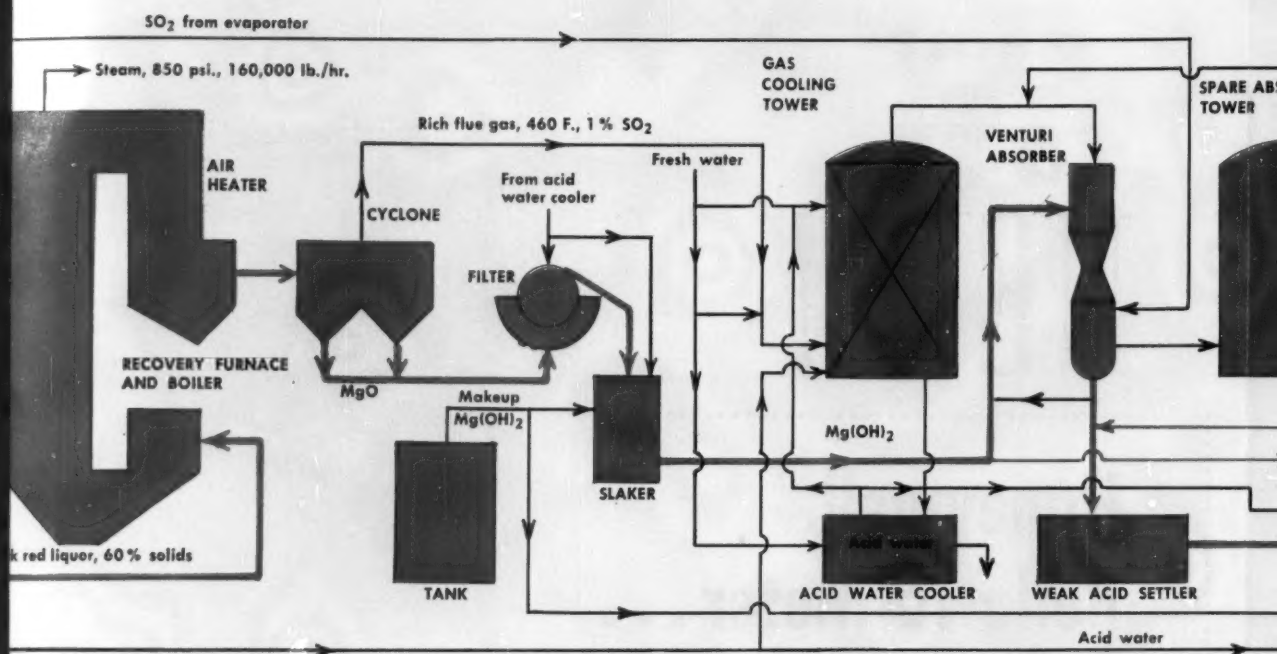 SO2 from evaporator
Steam, 850 psi., 160,000 lb./hr.
GAS
COOLING
TOWER
SPARE ABS
TOWER
Rich flue gas, 460 F., 1 % SO2
VENTURI
ABSORBER
AIR
HEATER
Fresh water
From acid
water cooler
CYCLONE
FILTER
RECOVERY FURNACE
AND BOILER
MgO
Makeup
Mg(OH)2
Mg(OH)2
SLAKER
k red liquor, 60 % solids
Acid water
TANK
ACID WATER COOLER
WEAK ACID SETTLER
Acid water